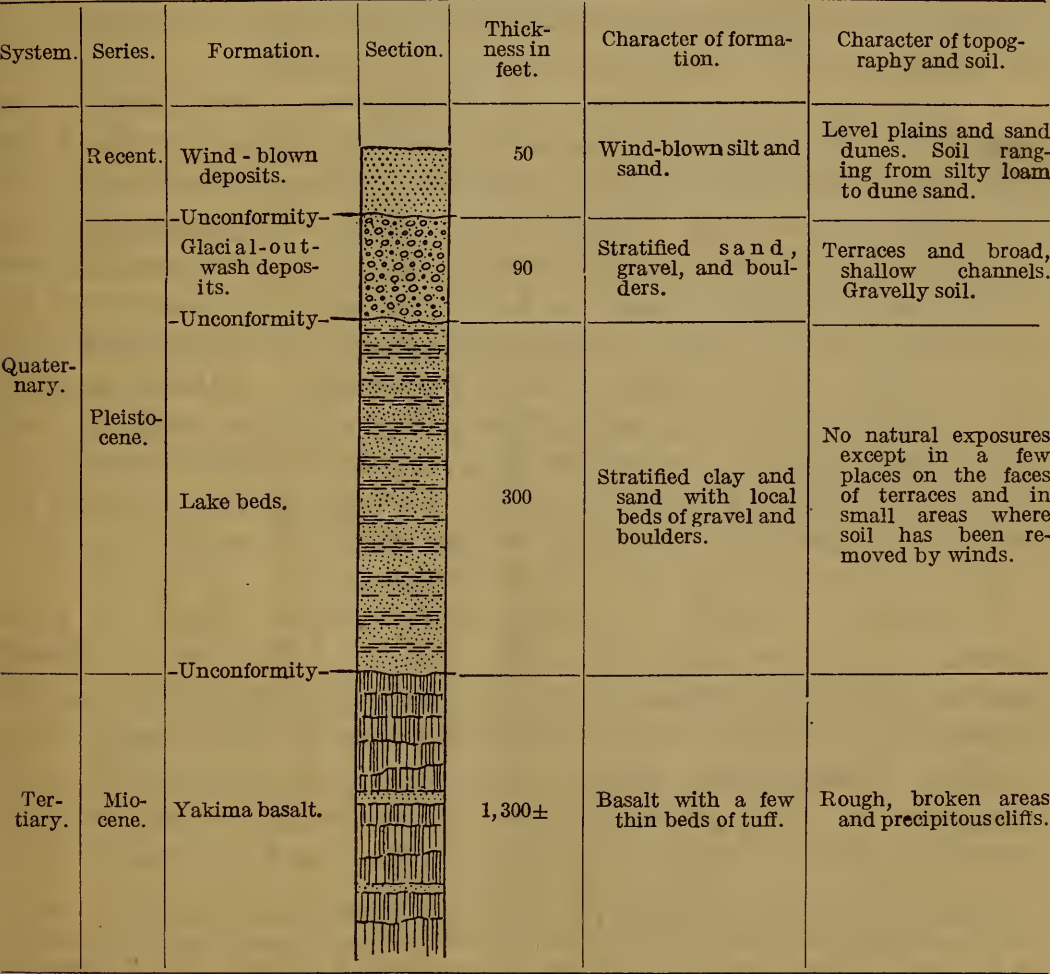 System.
Series.
Formation.
Section.
Thick-
ness in
feet.
Character of forma-
tion.
Character of topog-
raphy and soil.
Quater-
nary.
Recent.
Wind - blown
deposits.
50
Wind-blown silt and
sand.
Level plains and sand
dunes. Soil rang-
ing from silty loam
to dune sand.
-Unconformity-
Pleisto-
cene.
Glacial-out-
wash depos-
its.
90
Stratified sand,
gravel, and boul-
ders.
Terraces and broad,
shallow channels.
Gravelly soil.
-Unconformity-
Lake beds.
300
Stratified clay and
sand with local
beds of gravel and
boulders.
No natural exposures
except in a few
places on the faces
of terraces and in
small areas where
soil has been re-
moved by winds.
-Unconformity-
Ter-
tiary.
Mio-
cene.
Yakima basalt.
1,300±
Basalt with a few
thin beds of tuff.
Rough, broken areas
and precipitous cliffs.